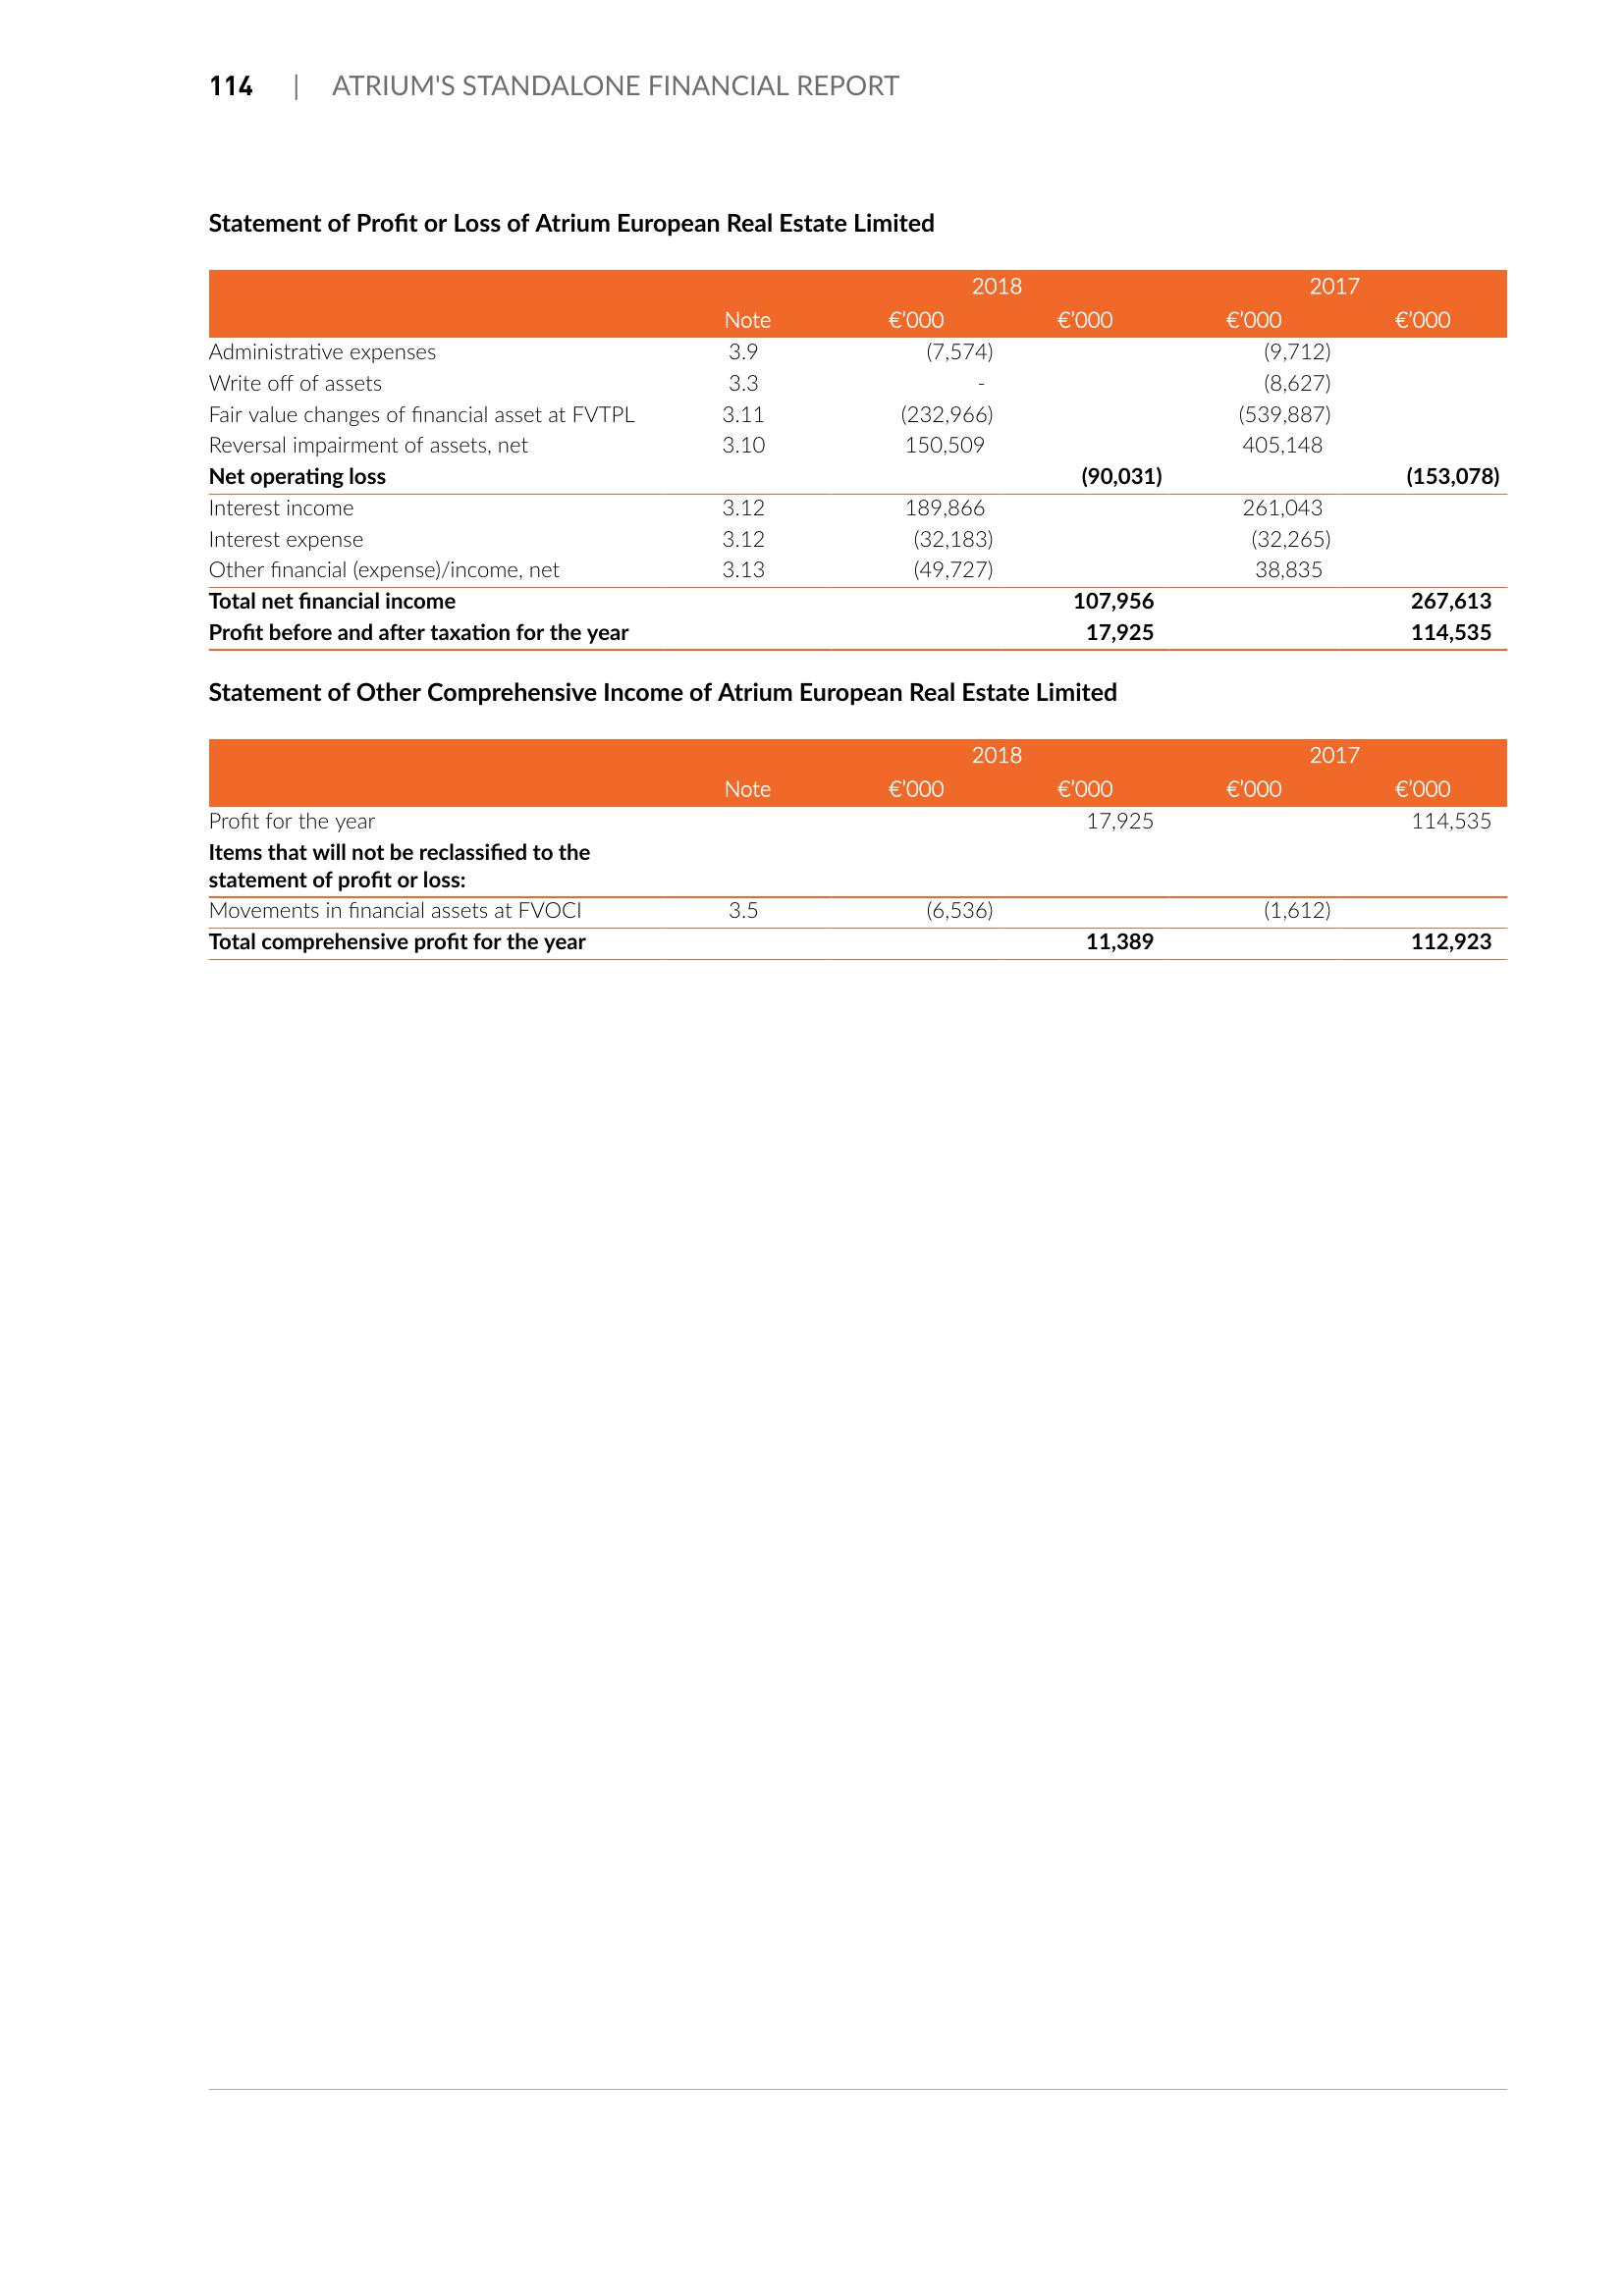 114 | ATRIUM'S STANDALONE FINANCIAL REPORT
Statement of Profit or Loss of Atrium European Real Estate Limited
2018 2017
Note €’000 €’000 €’000 €’000
Administrative expenses 3.9 (7,574) (9,712)
Write off of assets 3.3 - (8,627)
Fair value changes of financial asset at FVTPL 3.11 (232,966) (539,887)
Reversal impairment of assets, net 3.10 150,509 405,148
Net operating loss (90,031) (153,078)
Interest income 3.12 189,866 261,043
Interest expense 3.12 (32,183) (32,265)
Other financial (expense)/income, net 3.13 (49,727) 38,835
Total net financial income 107,956 267,613
Profit before and after taxation for the year 17,925 114,535
Statement of Other Comprehensive Income of Atrium European Real Estate Limited
2018 2017
Note €’000 €’000 €’000 €’000
Profit for the year 17,925 114,535
Items that will not be reclassified to the
statement of profit or loss:
Movements in financial assets at FVOCI 3.5 (6,536) (1,612)
Total comprehensive profit for the year 11,389 112,923